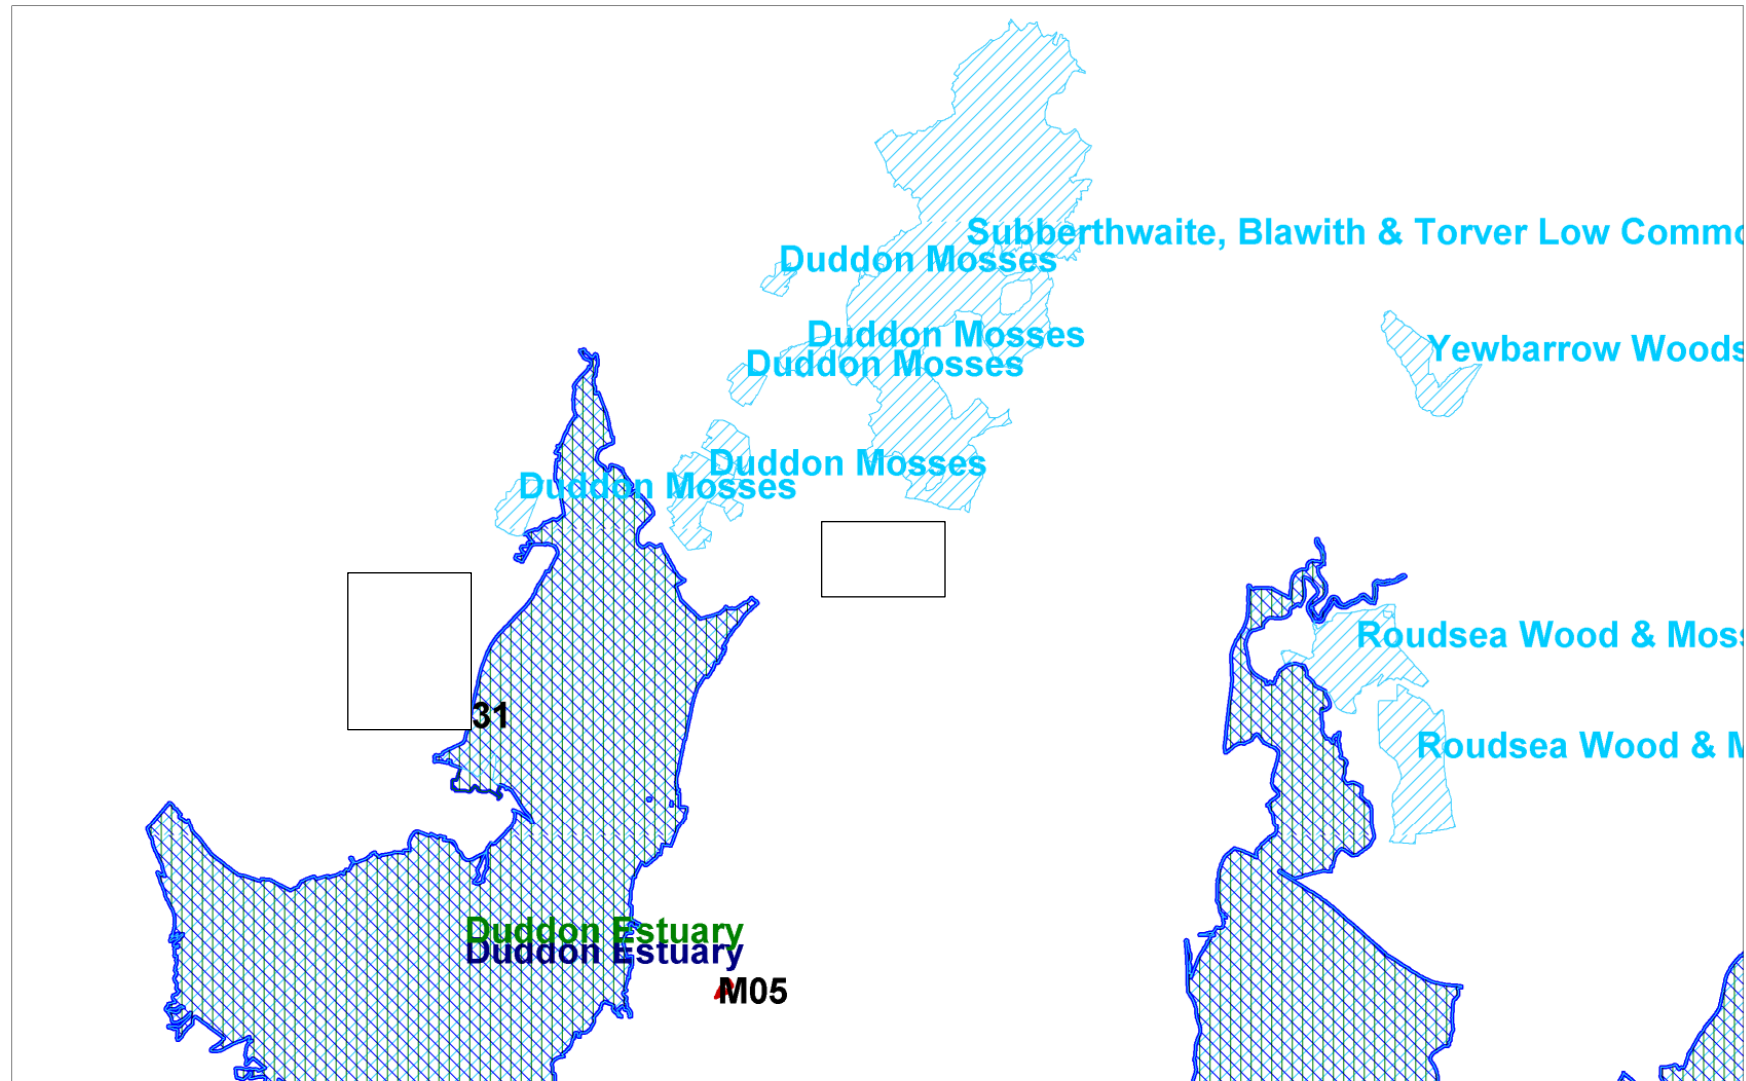 Subberthwaite, Blawith & Torver Low Commo
Duddon Mosses
Duddon Mosses
Yewbarrow Woods
Duddon Mosses
Duddon Mosses
Duddon Mosses
Roudsea Wood & Moss
31
Roudsea Wood & M
Duddon Estuary
Duddon Estuary
M05